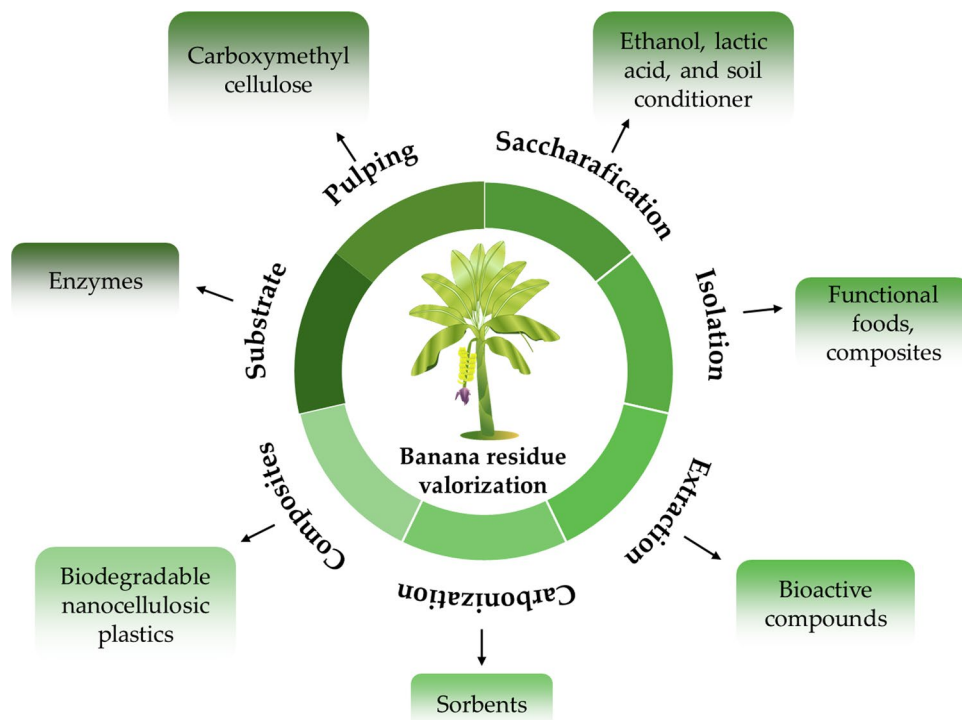 Carboxymethyl
cellulose
Ethanol, lactic
acid, and soil
conditioner
Pulping
Saccharafication
Enzymes
Substrate
Isolation
Functional
foods,
composites
Banana residue
valorization
Composites
Extraction
Biodegradable
nanocellulosic
plastics
Carbonization
Bioactive
compounds
Sorbents